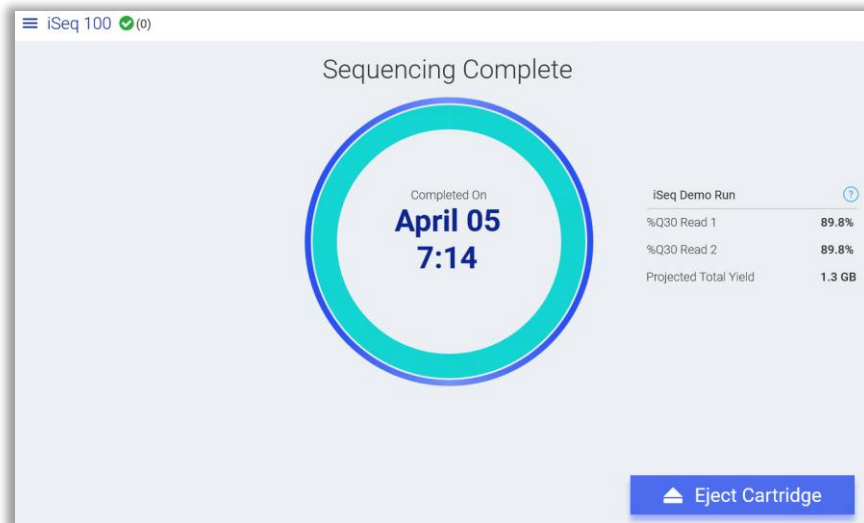 iSeq 100 (0)
Sequencing Complete
Completed On
April 05
7:14
iSeq Demo Run ?
%Q30 Read 1 89.8%
%Q30 Read 2 89.8%
Projected Total Yield 1.3 GB
Eject Cartridge